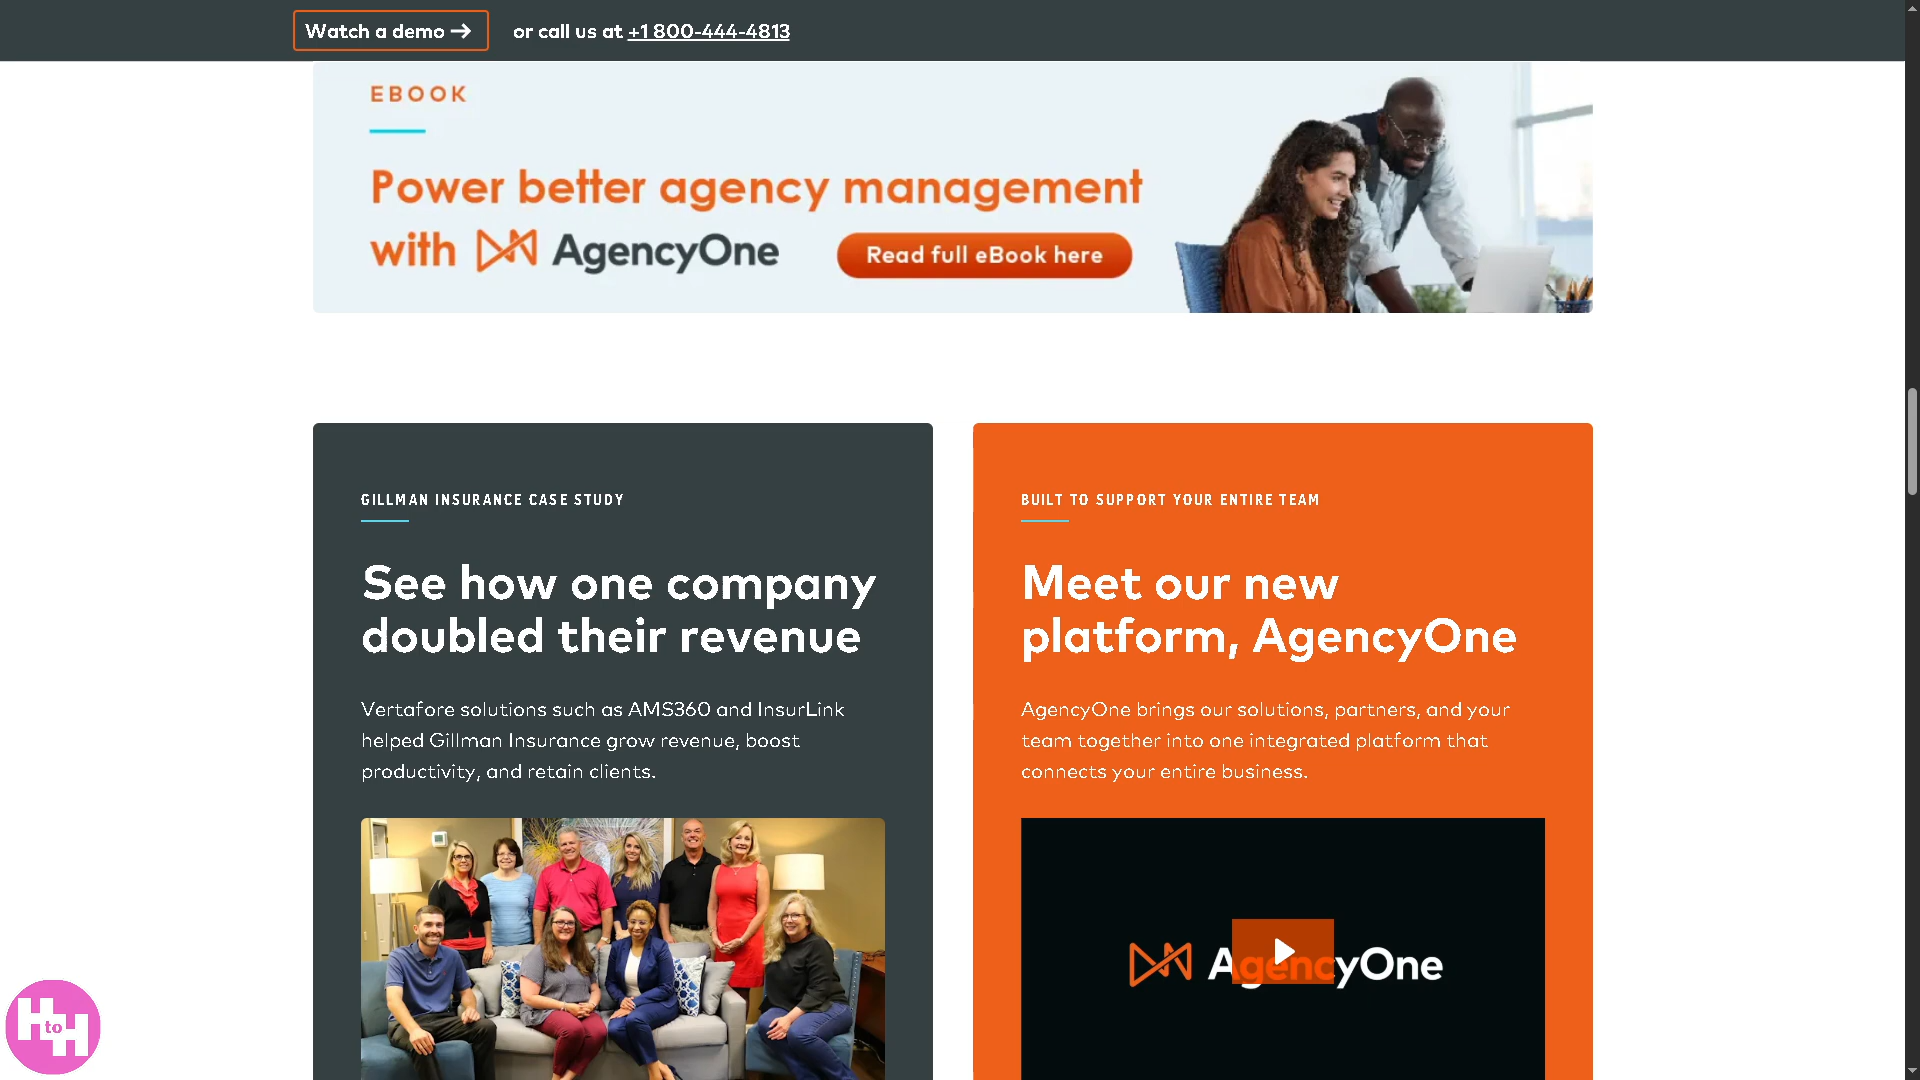 Watch a demo → or call us at +1 800-444-4813
EBOOK
Power better agency management
with AgencyOne
Read full eBook here
GILLMAN INSURANCE CASE STUDY
See how one company
doubled their revenue
Vertafore solutions such as AMS360 and InsurLink
helped Gillman Insurance grow revenue, boost
productivity, and retain clients.
BUILT TO SUPPORT YOUR ENTIRE TEAM
Meet our new
platform, AgencyOne
AgencyOne brings our solutions, partners, and your
team together into one integrated platform that
connects your entire business.
AgencyOne
H to H